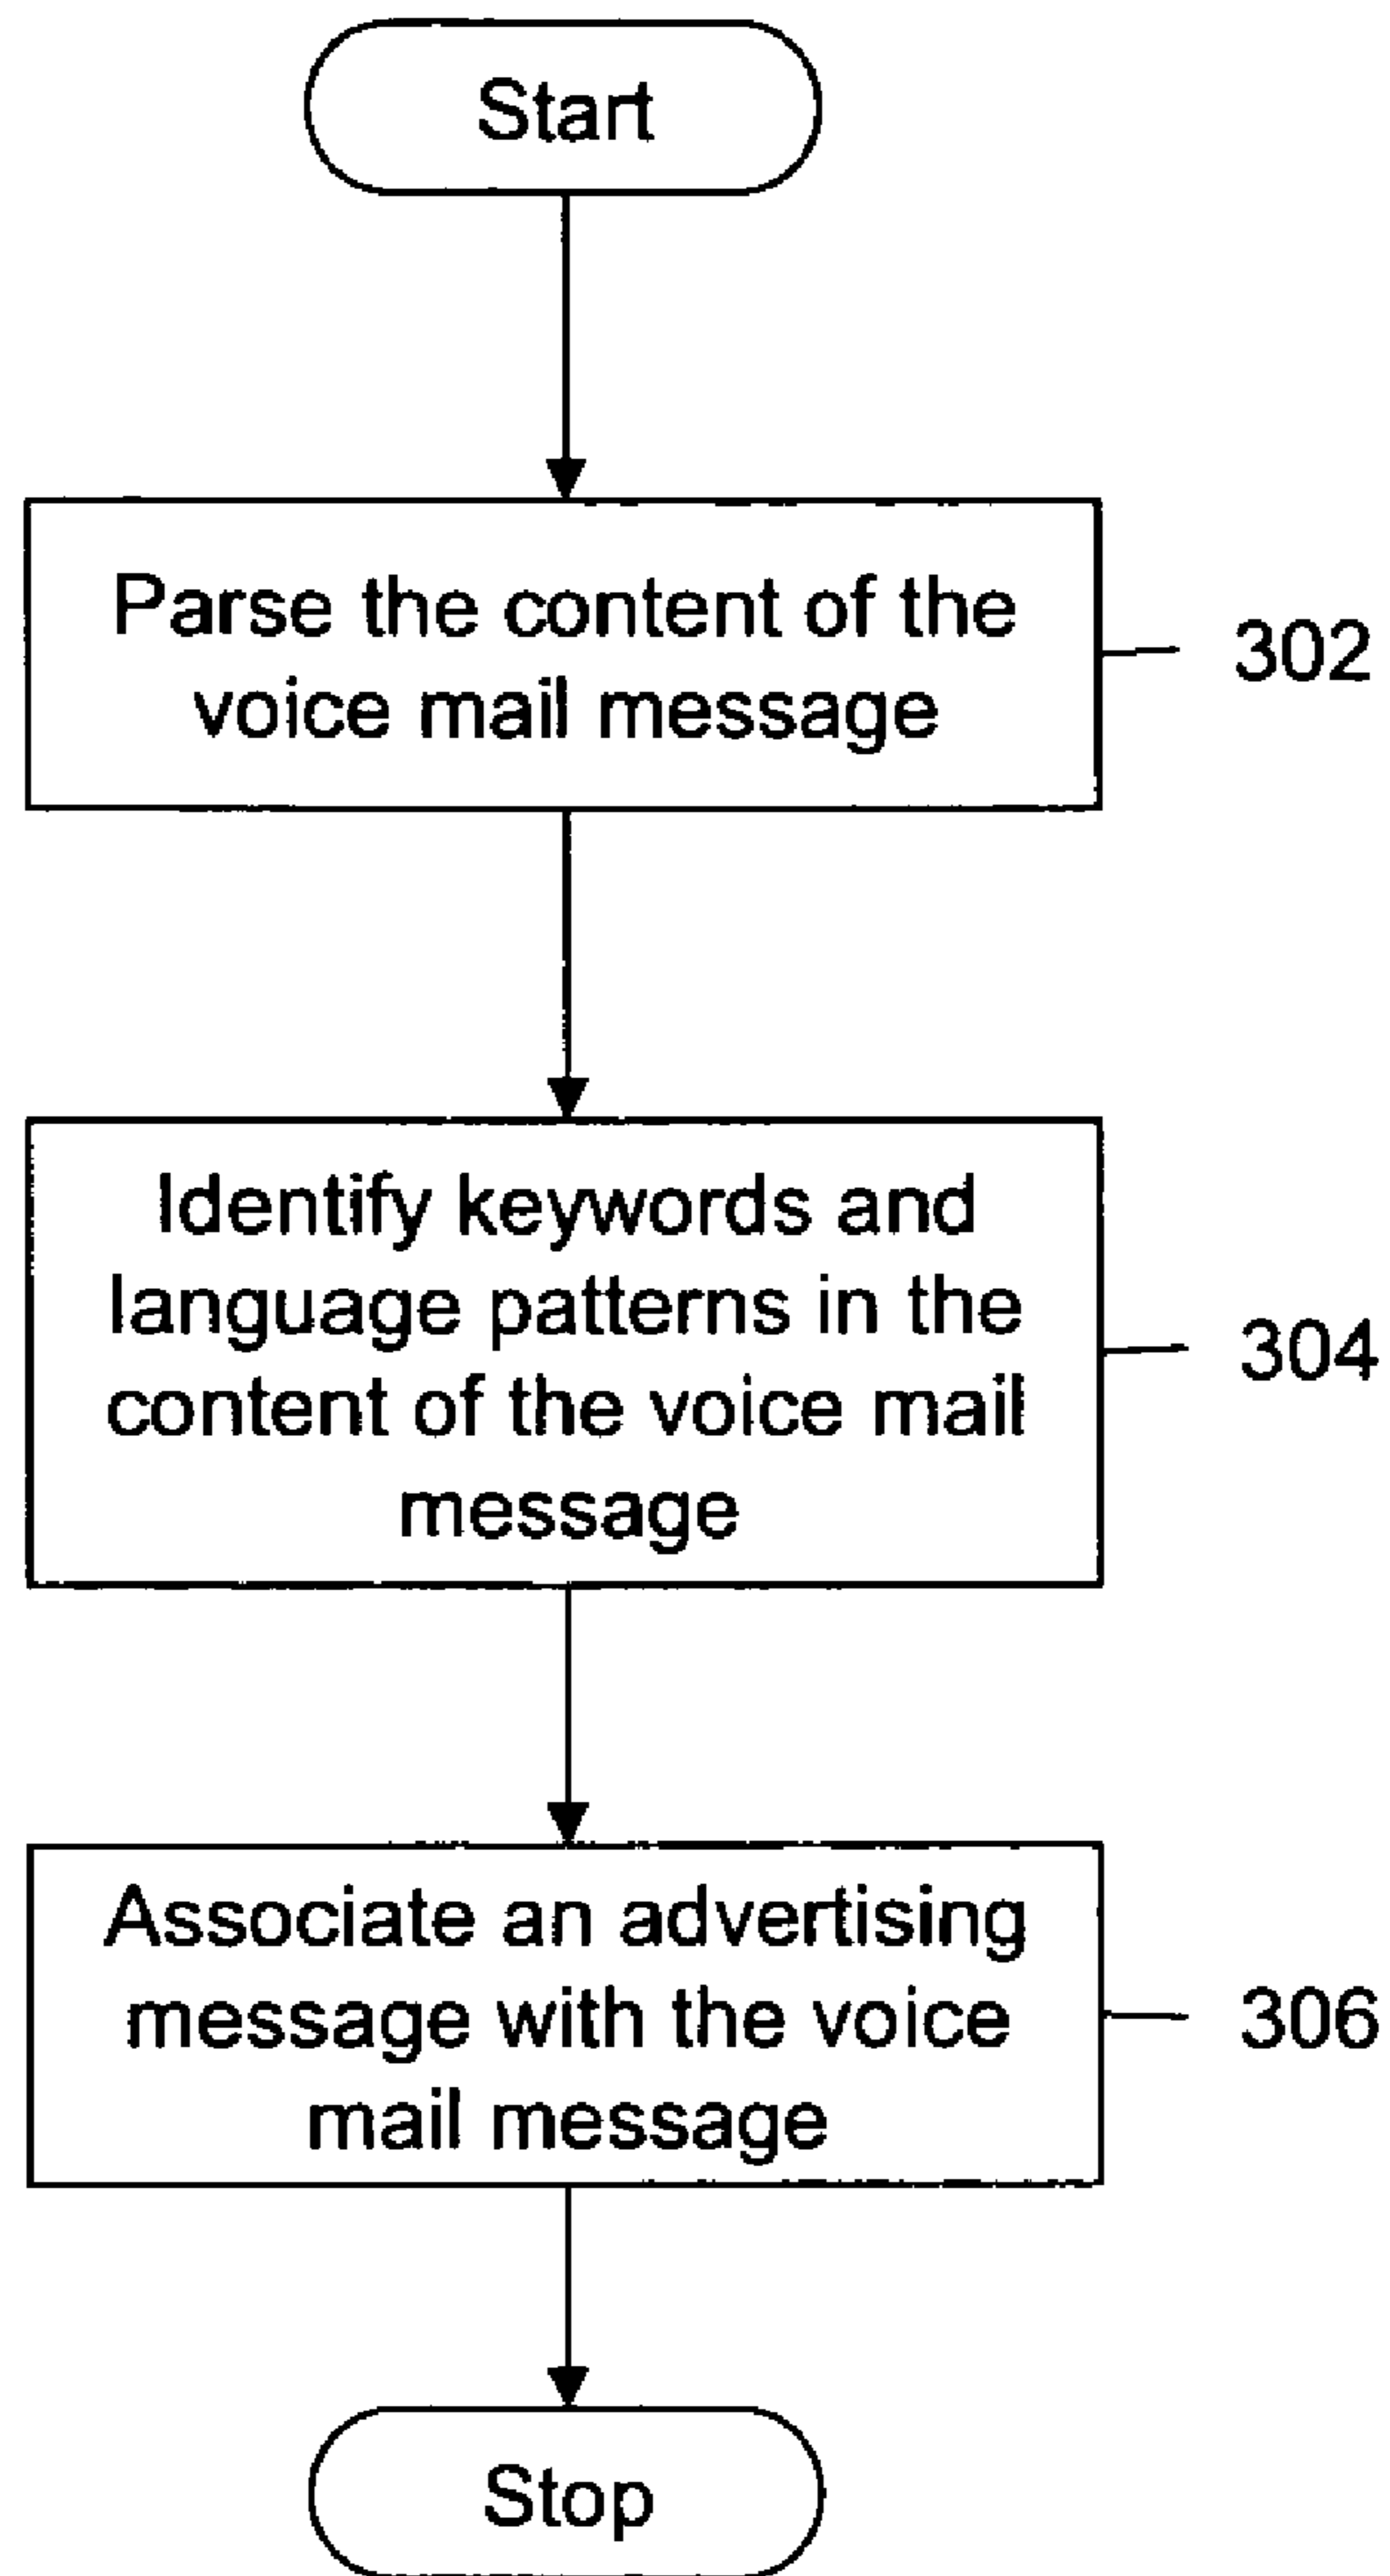 Start
Parse the content of the
voice mail message
302
Identify keywords and
language patterns in the
content of the voice mail
message
304
Associate an advertising
message with the voice
mail message
306
Stop